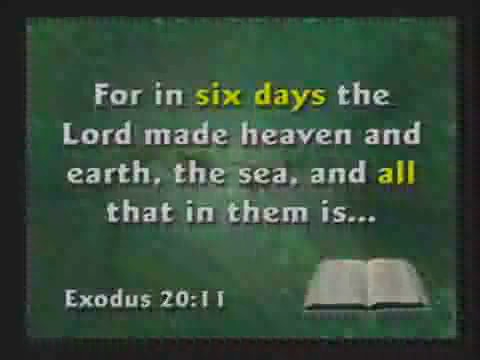 For in six days the
Lord made heaven and
earth, the sea, and all
that in them is...
Exodus 20:11